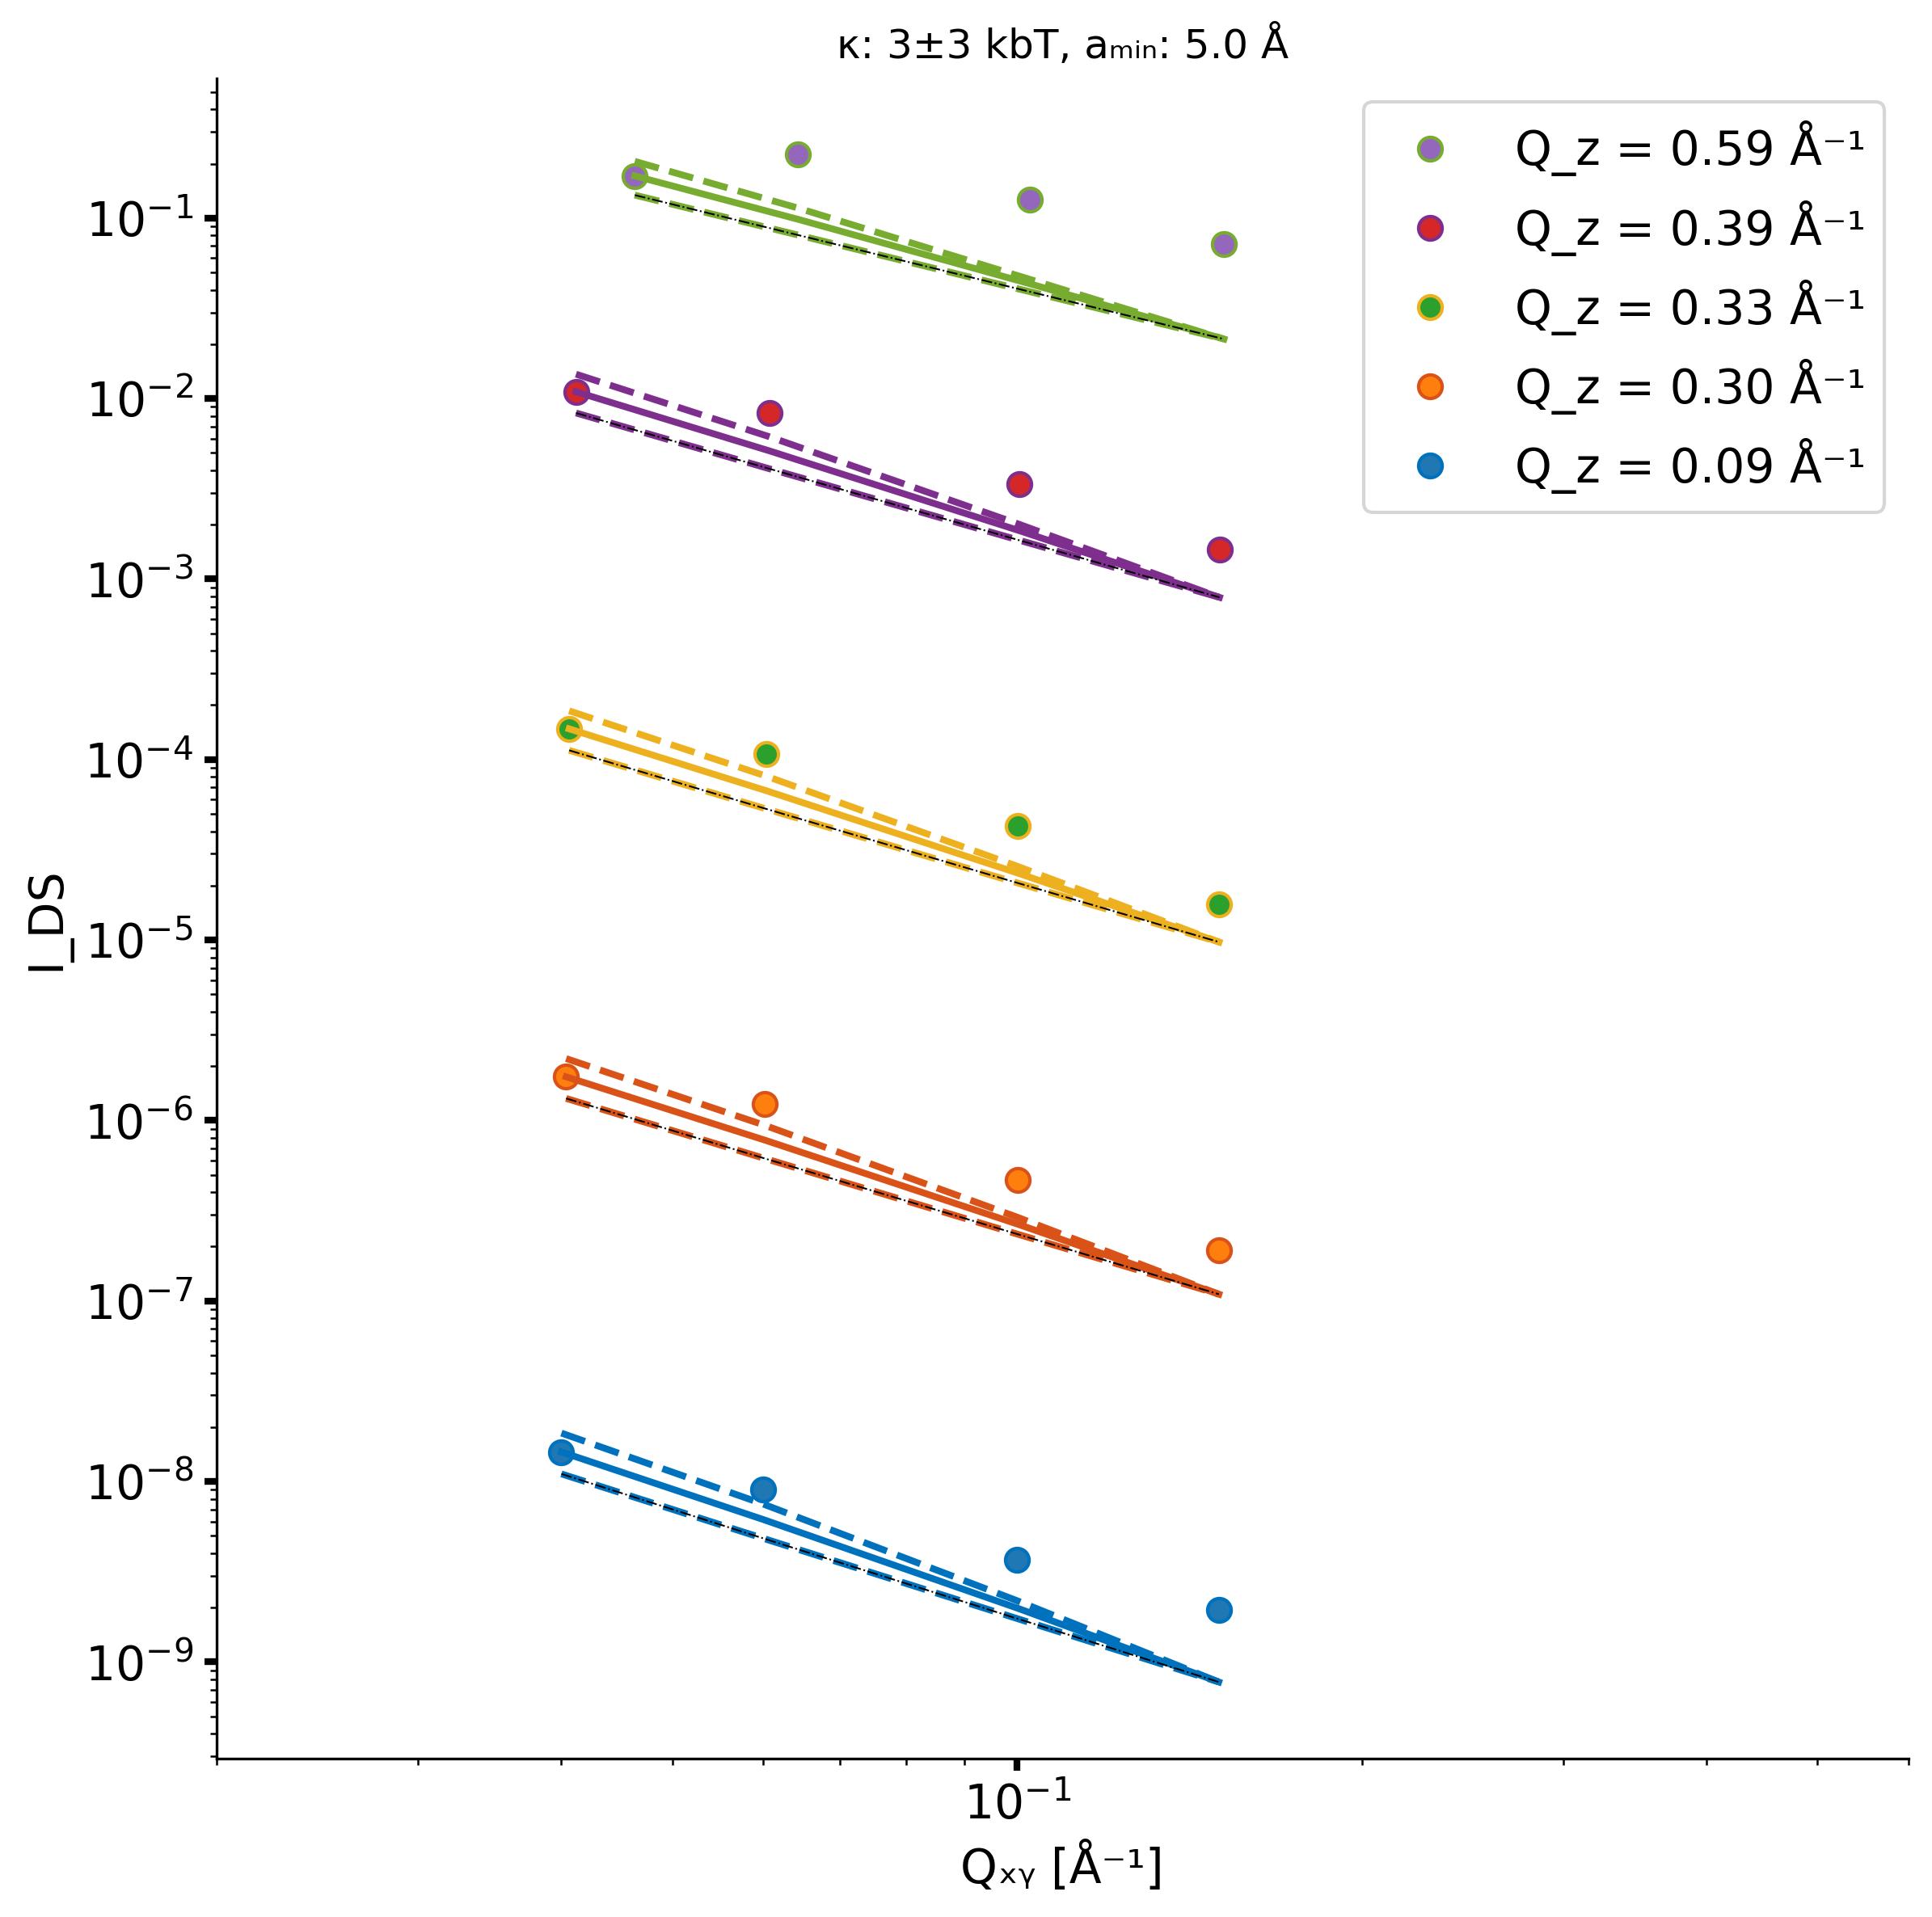 κ: 3±3 kbT, aₘᵢₙ: 5.0 Å
Q_z = 0.59 Å⁻¹
Q_z = 0.39 Å⁻¹
Q_z = 0.33 Å⁻¹
Q_z = 0.30 Å⁻¹
Q_z = 0.09 Å⁻¹
10⁻¹
10⁻²
10⁻³
10⁻⁴
10⁻⁵
10⁻⁶
10⁻⁷
10⁻⁸
10⁻⁹
I_DS
10⁻¹
Qₓᵧ [Å⁻¹]